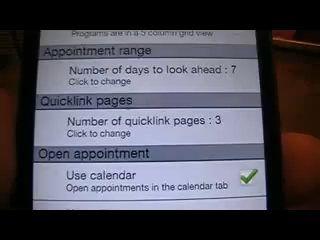 Programs are in a 5 column grid view
Appointment range
Number of days to look ahead : 7
Click to change
Quicklink pages
Number of quicklink pages : 3
Click to change
Open appointment
Use calendar
Open appointments in the calendar tab